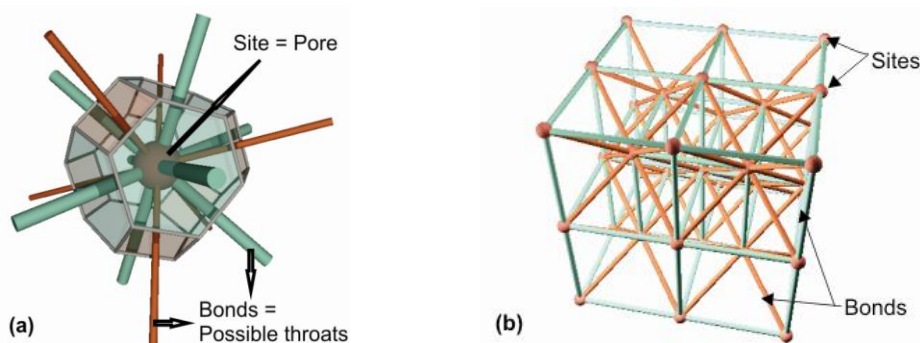 Site = Pore
Bonds =
Possible throats
(a)
Sites
Bonds
(b)